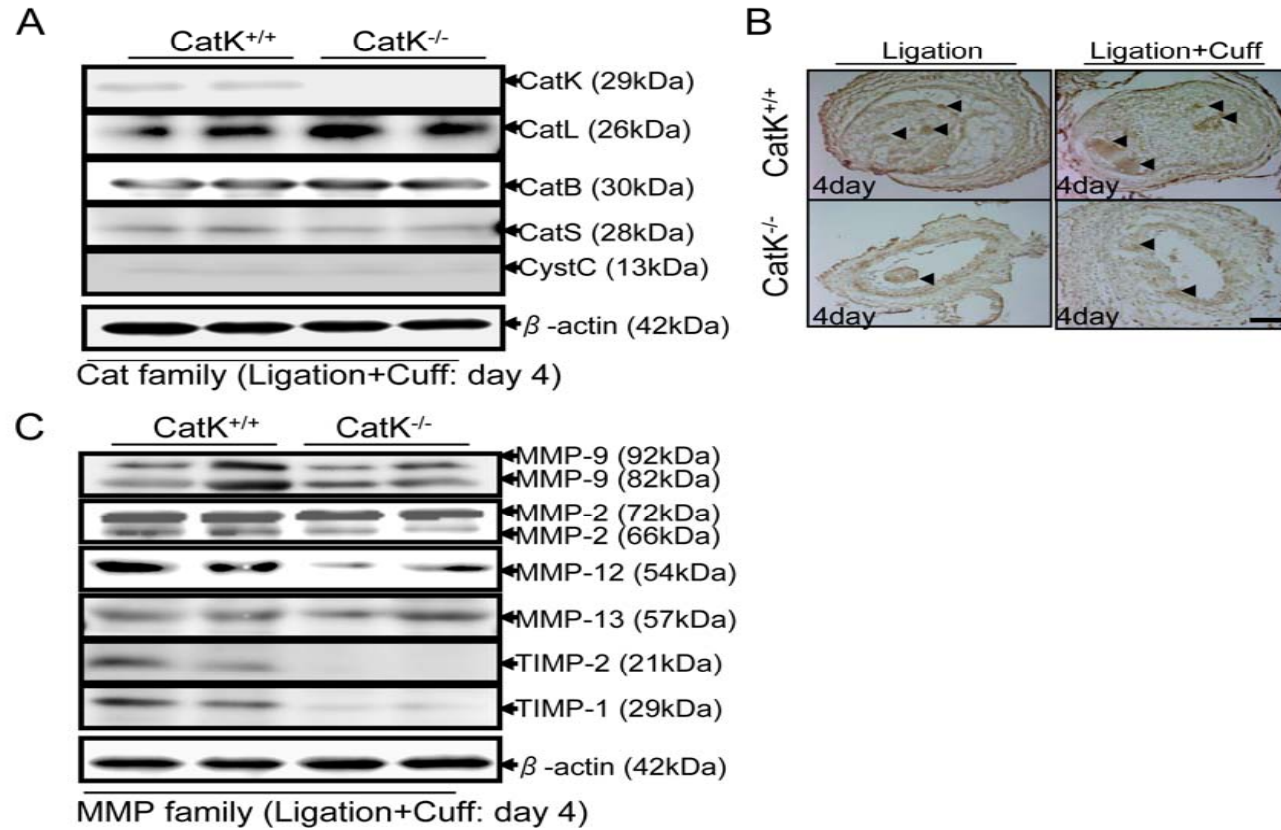 A
CatK+/+ CatK-/-
CatK (29kDa)
CatL (26kDa)
CatB (30kDa)
CatS (28kDa)
CystC (13kDa)
β-actin (42kDa)
Cat family (Ligation+Cuff: day 4)
B
Ligation Ligation+Cuff
CatK+/+
4day 4day
CatK-/-
4day 4day
C
CatK+/+ CatK-/-
MMP-9 (92kDa)
MMP-9 (82kDa)
MMP-2 (72kDa)
MMP-2 (66kDa)
MMP-12 (54kDa)
MMP-13 (57kDa)
TIMP-2 (21kDa)
TIMP-1 (29kDa)
β-actin (42kDa)
MMP family (Ligation+Cuff: day 4)